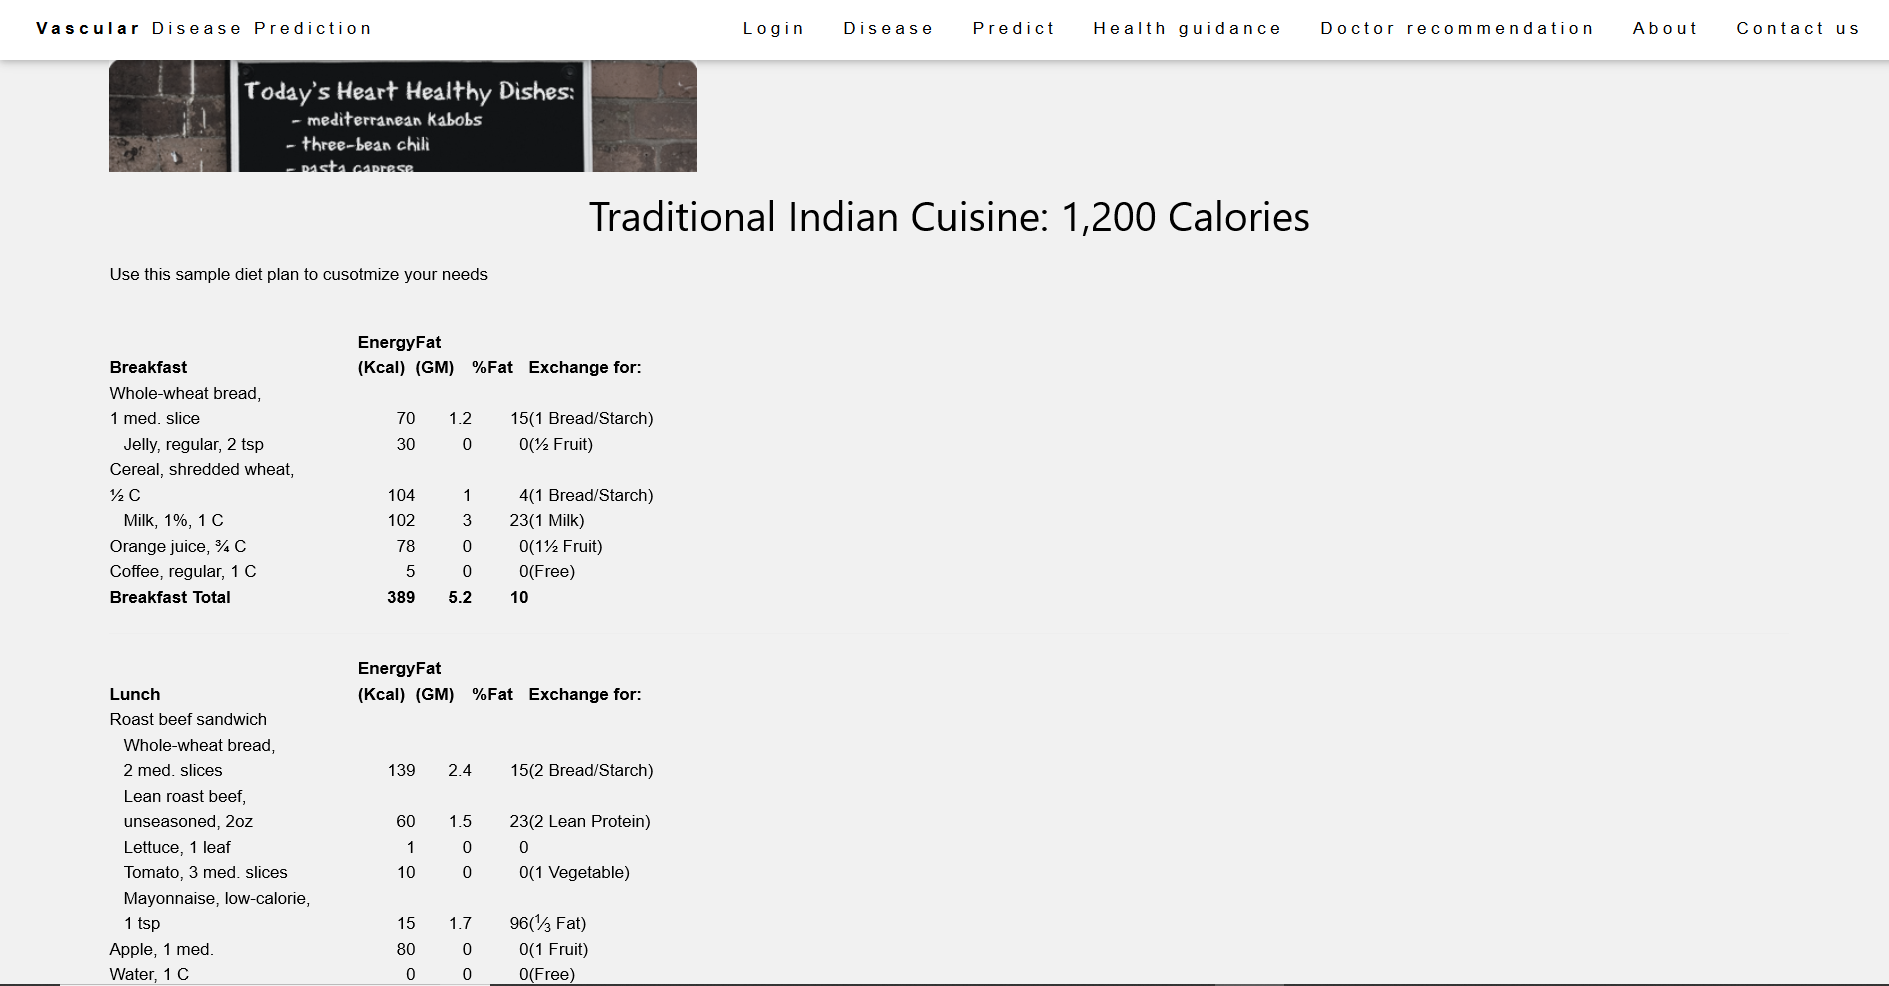 Vascular Disease Prediction Login Disease Predict Health guidance Doctor recommendation About Contact us
Today's Heart Healthy Dishes:
- mediterranean kabobs
- three-bean chili
- pasta caprese
Traditional Indian Cuisine: 1,200 Calories
Use this sample diet plan to cusotmize your needs
EnergyFat
Breakfast (Kcal) (GM) %Fat Exchange for:
Whole-wheat bread,
1 med. slice 70 1.2 15(1 Bread/Starch)
Jelly, regular, 2 tsp 30 0 0(½ Fruit)
Cereal, shredded wheat,
½ C 104 1 4(1 Bread/Starch)
Milk, 1%, 1 C 102 3 23(1 Milk)
Orange juice, ¾ C 78 0 0(1½ Fruit)
Coffee, regular, 1 C 5 0 0(Free)
Breakfast Total 389 5.2 10
EnergyFat
Lunch (Kcal) (GM) %Fat Exchange for:
Roast beef sandwich
Whole-wheat bread,
2 med. slices 139 2.4 15(2 Bread/Starch)
Lean roast beef,
unseasoned, 2oz 60 1.5 23(2 Lean Protein)
Lettuce, 1 leaf 1 0 0
Tomato, 3 med. slices 10 0 0(1 Vegetable)
Mayonnaise, low-calorie,
1 tsp 15 1.7 96(⅓ Fat)
Apple, 1 med. 80 0 0(1 Fruit)
Water, 1 C 0 0 0(Free)